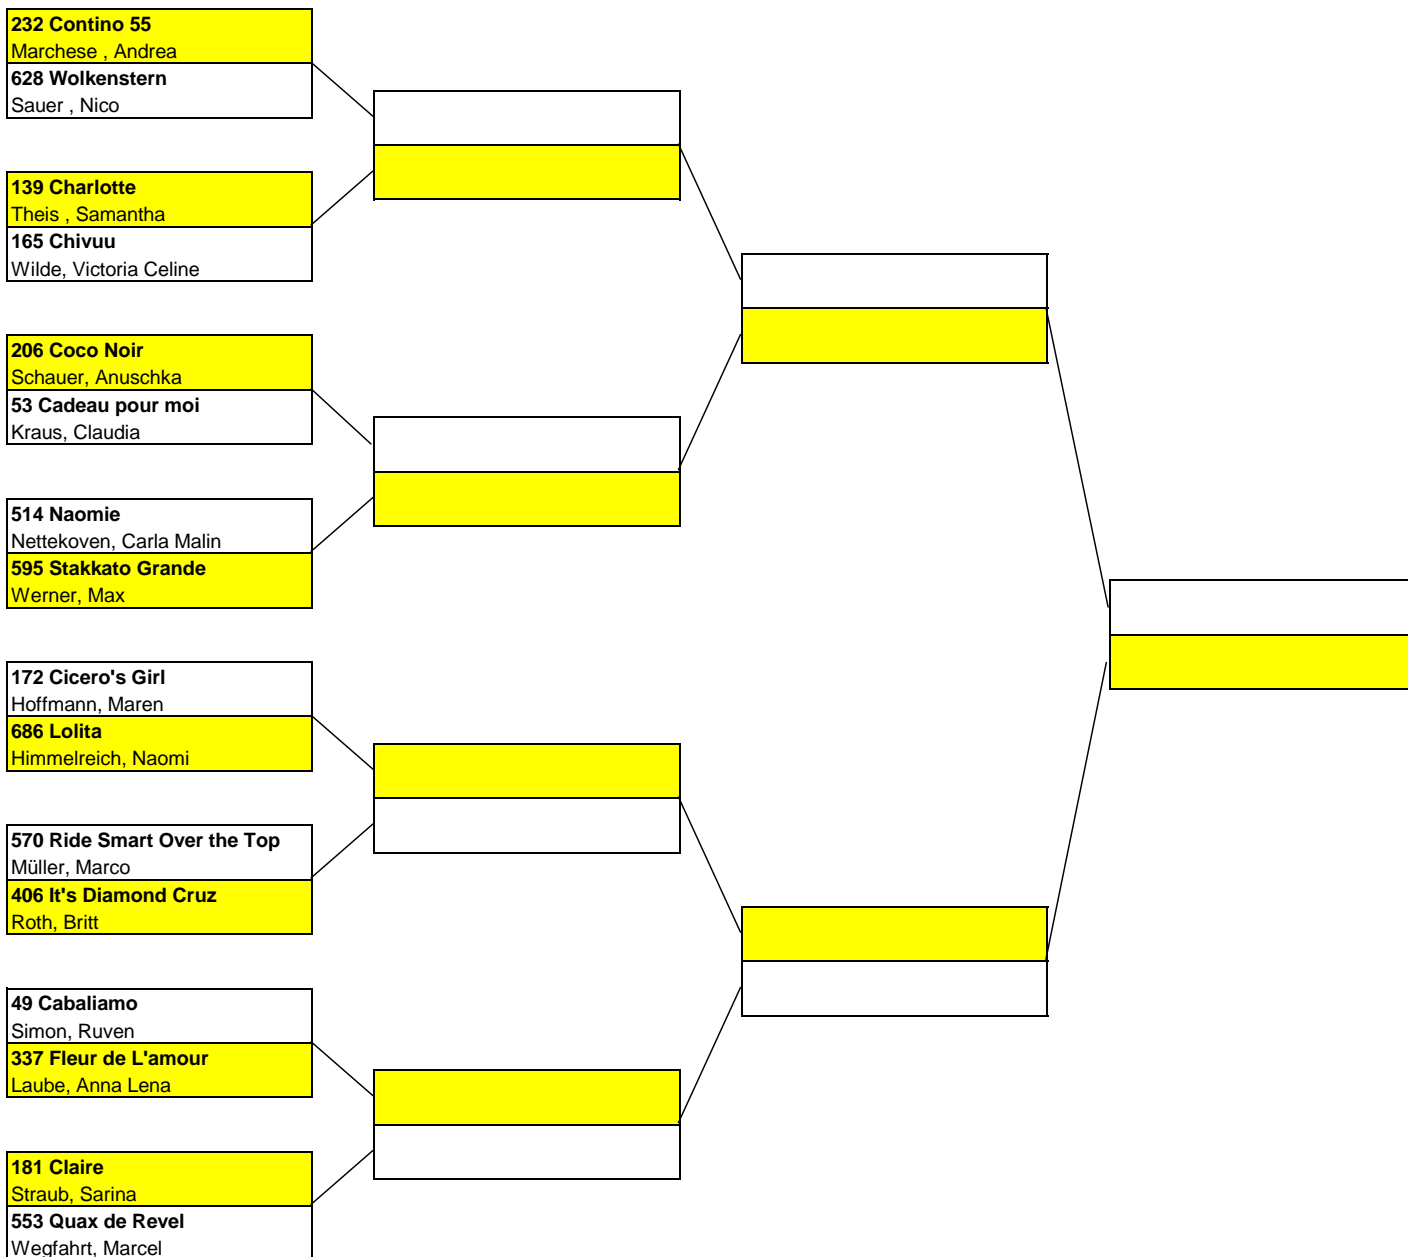 232 Contino 55
Marchese , Andrea
628 Wolkenstern
Sauer , Nico
139 Charlotte
Theis , Samantha
165 Chivuu
Wilde, Victoria Celine
206 Coco Noir
Schauer, Anuschka
53 Cadeau pour moi
Kraus, Claudia
514 Naomie
Nettekoven, Carla Malin
595 Stakkato Grande
Werner, Max
172 Cicero's Girl
Hoffmann, Maren
686 Lolita
Himmelreich, Naomi
570 Ride Smart Over the Top
Müller, Marco
406 It's Diamond Cruz
Roth, Britt
49 Cabaliamo
Simon, Ruven
337 Fleur de L'amour
Laube, Anna Lena
181 Claire
Straub, Sarina
553 Quax de Revel
Wegfahrt, Marcel